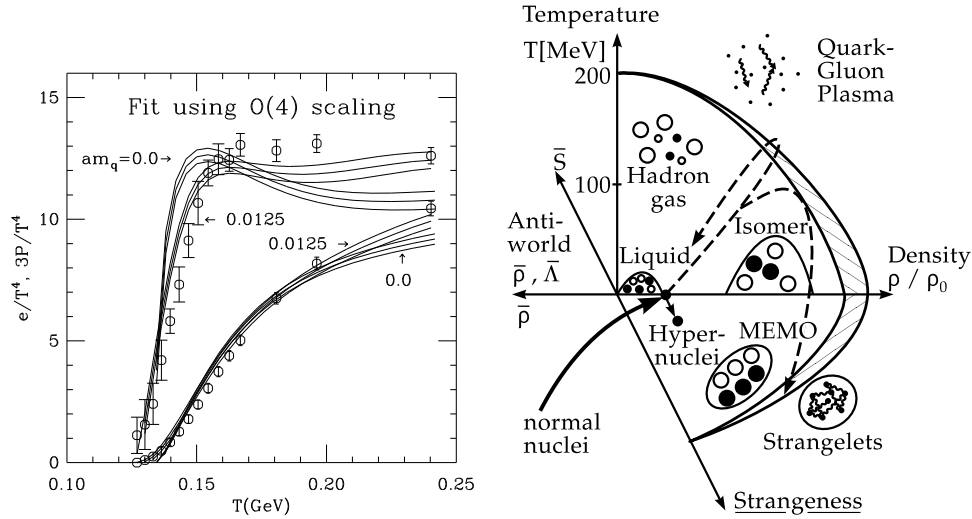 Fit using O(4) scaling
am_q=0.0→
← 0.0125
0.0125 →
0.0
↑
e/T⁴, 3P/T⁴
15
10
5
0
0.10
0.15
0.20
0.25
T(GeV)
Temperature
T[MeV]
200
100
Quark-
Gluon
Plasma
S̄
Hadron
gas
Anti-
world
ρ̄ , Λ̄
ρ̄
Liquid
Isomer
Density
ρ / ρ₀
Hyper-
nuclei
MEMO
normal
nuclei
Strangelets
Strangeness